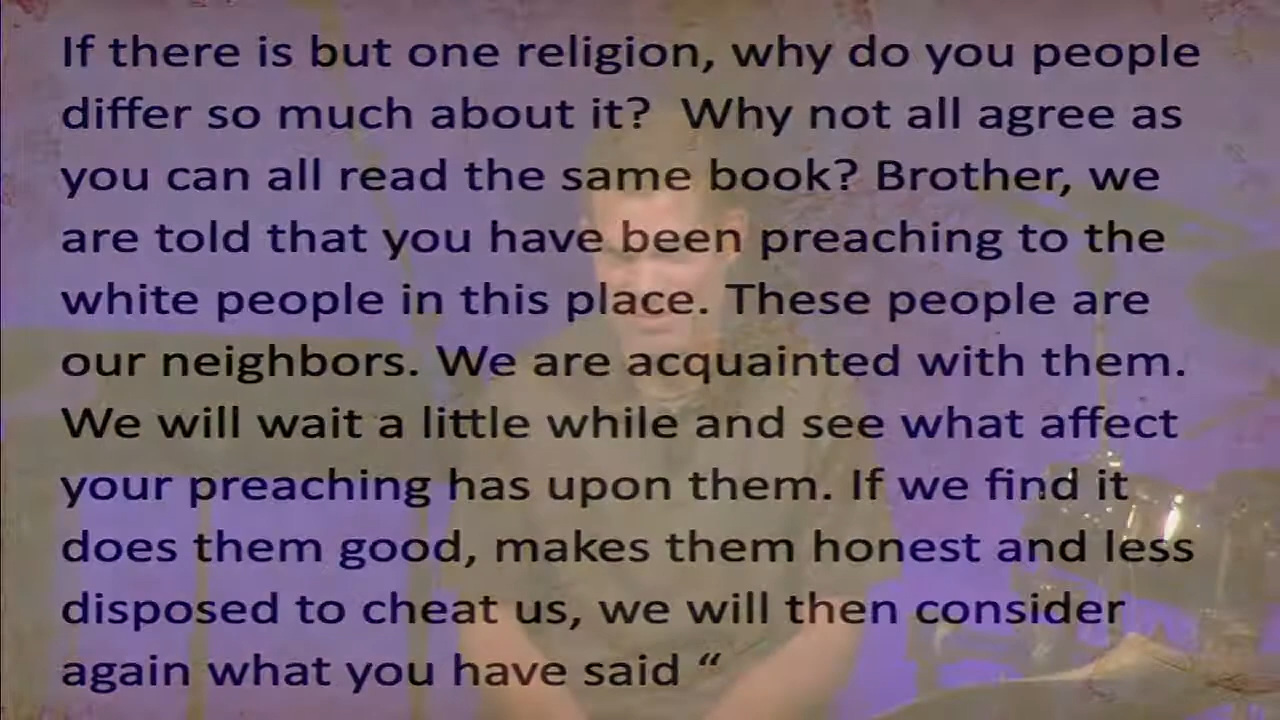 If there is but one religion, why do you people
differ so much about it?  Why not all agree as
you can all read the same book? Brother, we
are told that you have been preaching to the
white people in this place. These people are
our neighbors. We are acquainted with them.
We will wait a little while and see what affect
your preaching has upon them. If we find it
does them good, makes them honest and less
disposed to cheat us, we will then consider
again what you have said “